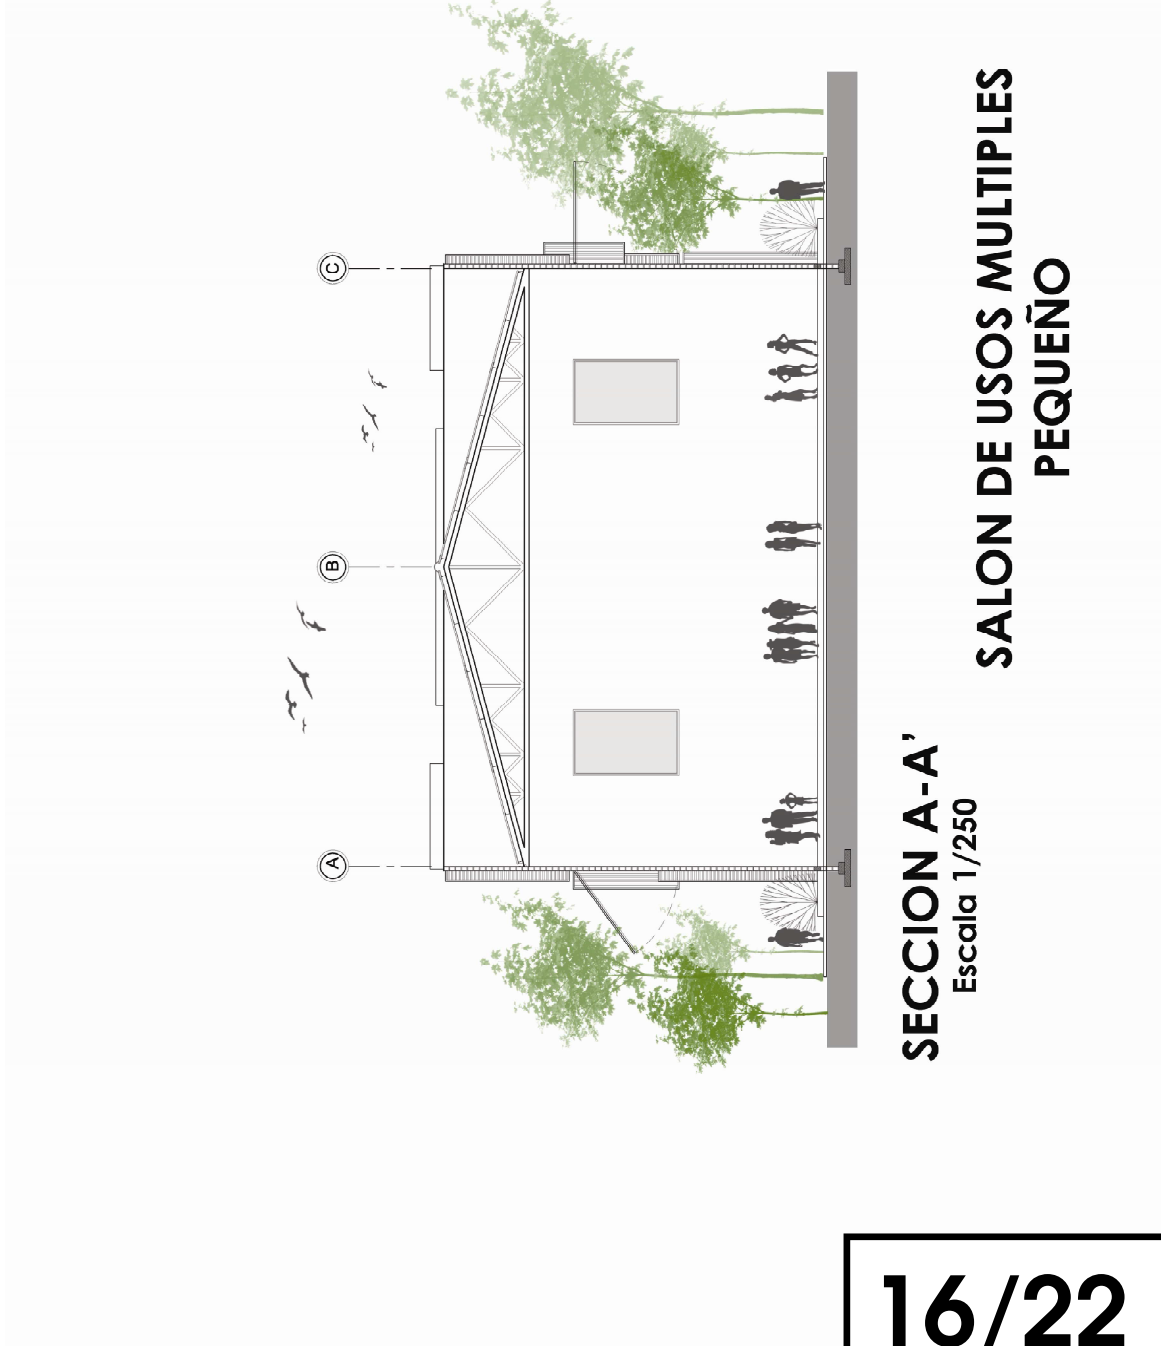 A
B
C
SECCION A-A’
Escala 1/250
SALON DE USOS MULTIPLES
PEQUEÑO
16/22